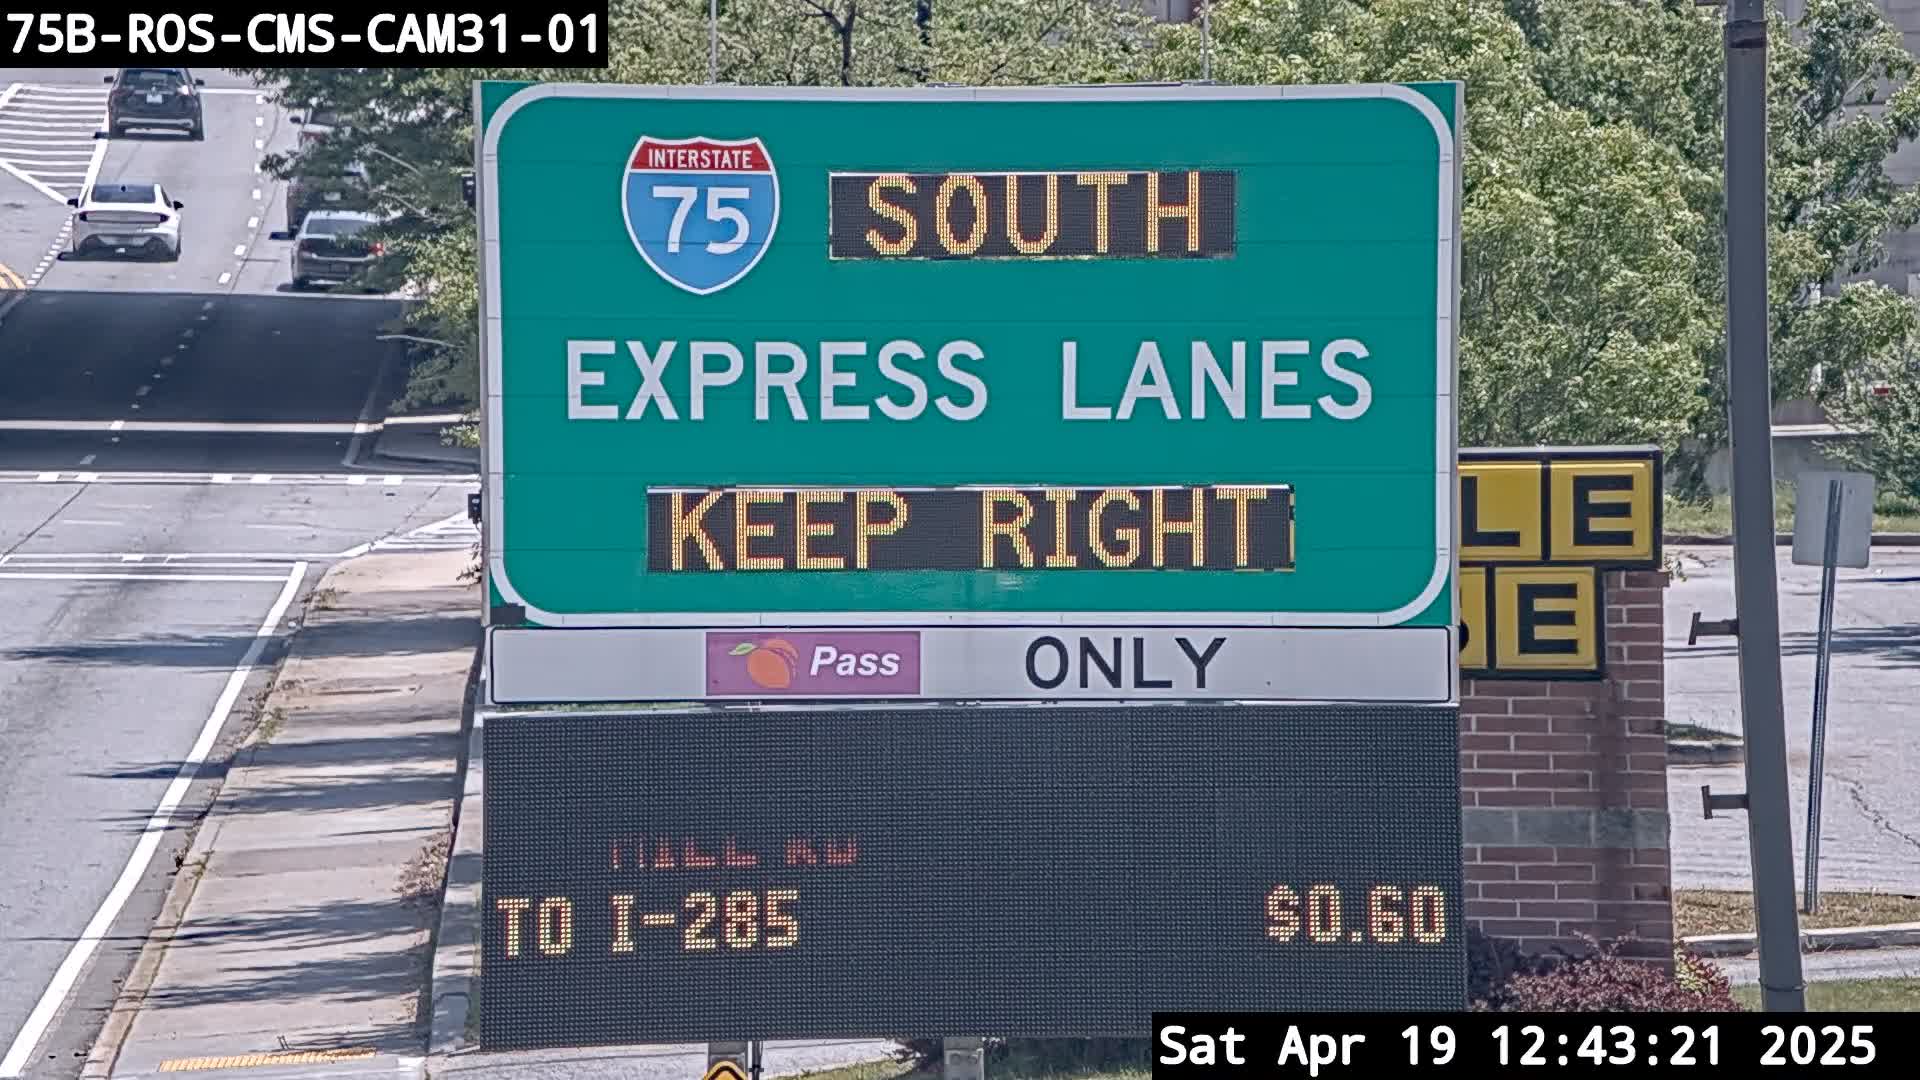 75B-ROS-CMS-CAM31-01
INTERSTATE
75
SOUTH
EXPRESS LANES
KEEP RIGHT
Pass ONLY
TO I-285 $0.60
LE
E
Sat Apr 19 12:43:21 2025